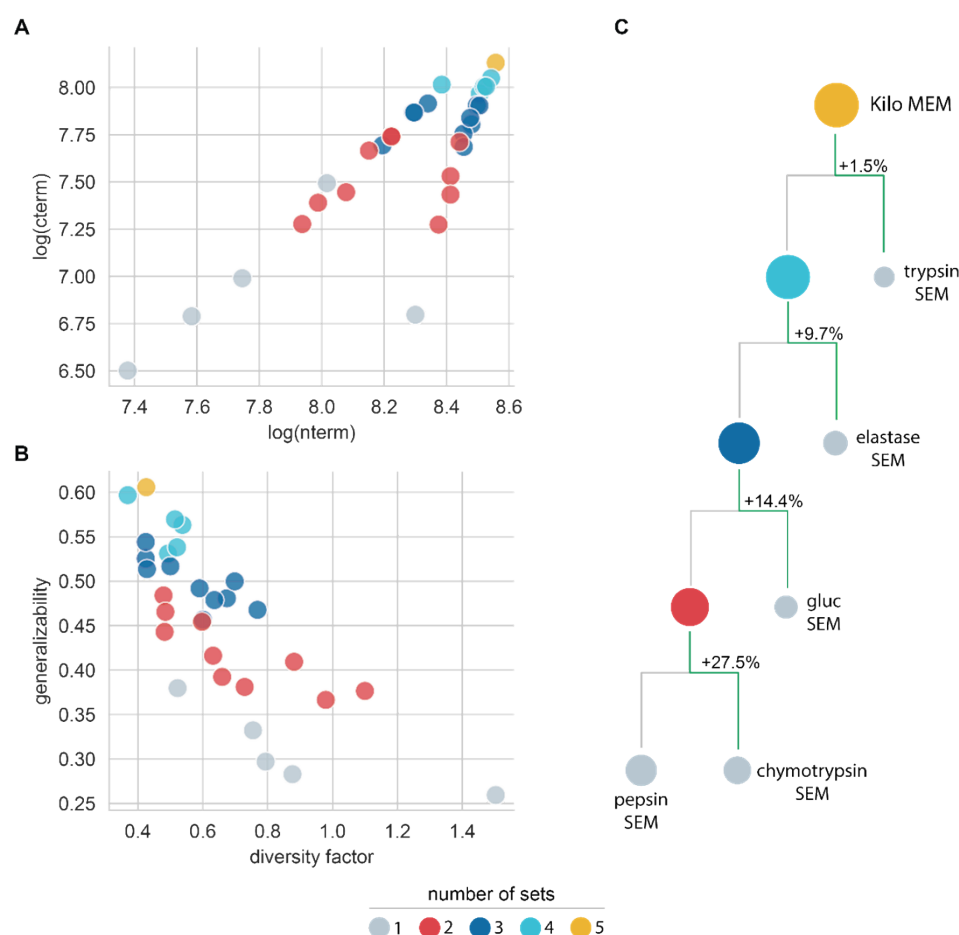 A
log(cterm)
8.00
7.75
7.50
7.25
7.00
6.75
6.50
7.4 7.6 7.8 8.0 8.2 8.4 8.6
log(nterm)
B
generalizability
0.60
0.55
0.50
0.45
0.40
0.35
0.30
0.25
0.4 0.6 0.8 1.0 1.2 1.4
diversity factor
C
Kilo MEM
+1.5%
trypsin
SEM
+9.7%
elastase
SEM
+14.4%
gluc
SEM
+27.5%
pepsin
SEM
chymotrypsin
SEM
number of sets
1 2 3 4 5